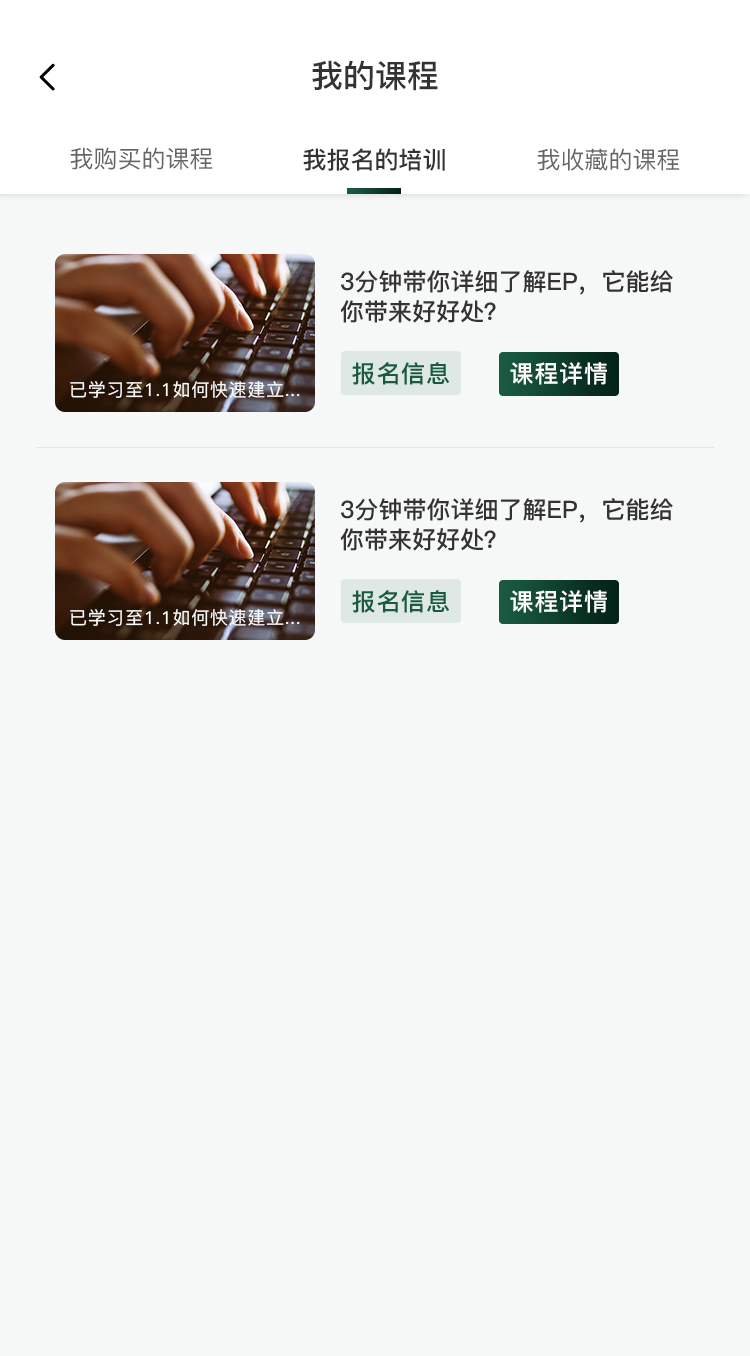 我的课程
我购买的课程
我报名的培训
我收藏的课程
3分钟带你详细了解EP，它能给
你带来好好处?
已学习至1.1如何快速建立...
报名信息
课程详情
3分钟带你详细了解EP，它能给
你带来好好处?
已学习至1.1如何快速建立...
报名信息
课程详情